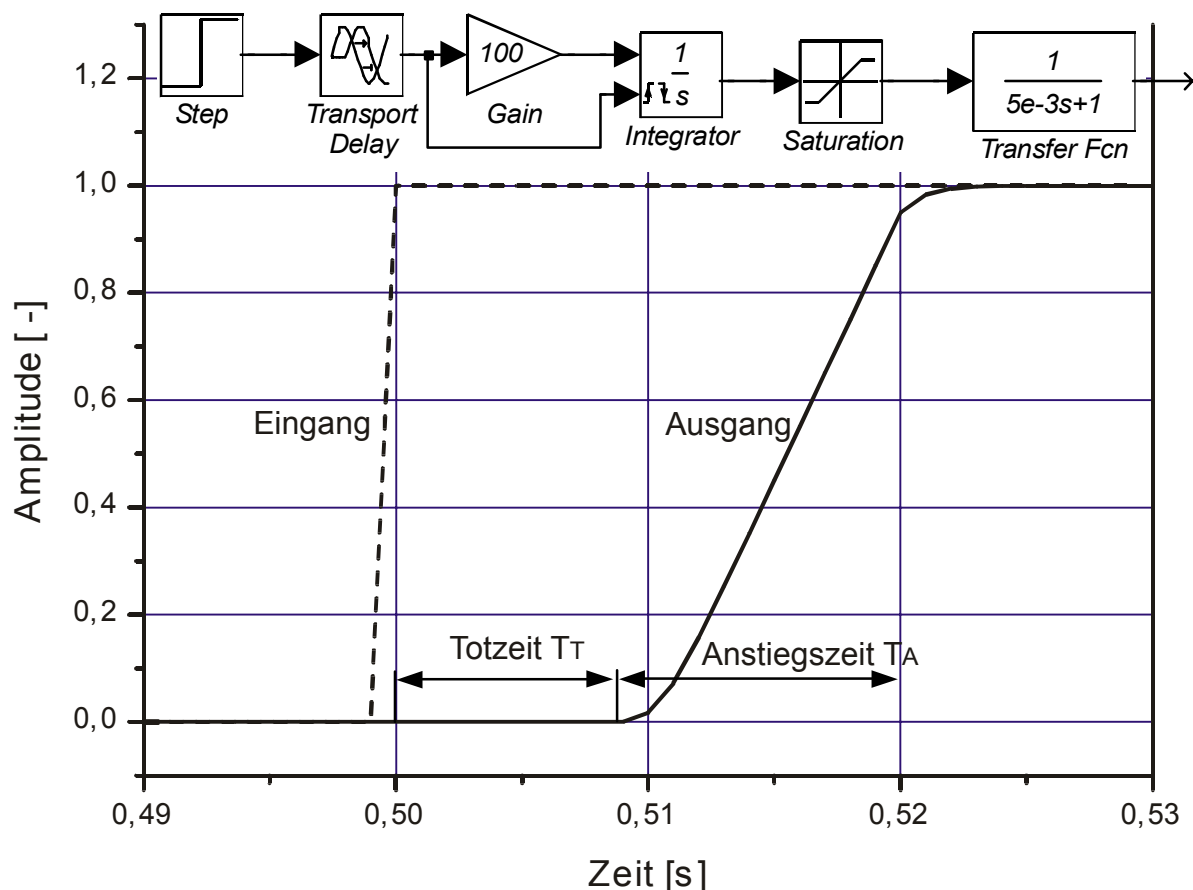 100
1
s
1
5e-3s+1
Step
Transport
Delay
Gain
Integrator
Saturation
Transfer Fcn
1,2
1,0
0,8
0,6
0,4
0,2
0,0
Amplitude [ -]
Eingang
Ausgang
Totzeit TT
Anstiegszeit TA
0,49
0,50
0,51
0,52
0,53
Zeit [s]